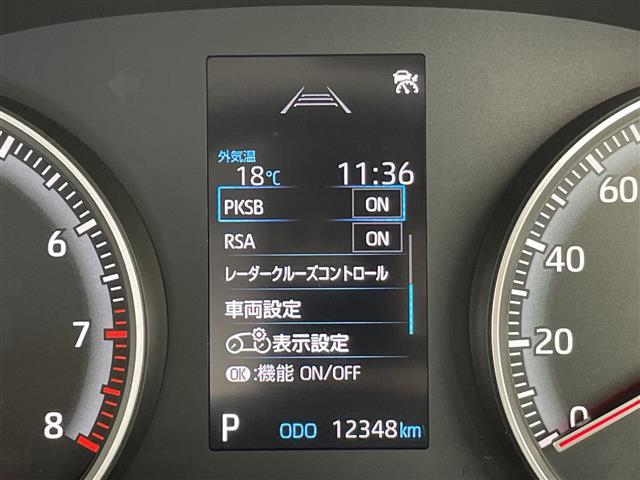 外気温
18℃ 11:36
PKSB ON
RSA ON
レーダークルーズコントロール
車両設定
表示設定
OK:機能 ON/OFF
P ODO 12348km
6
7
8
60
40
20
0